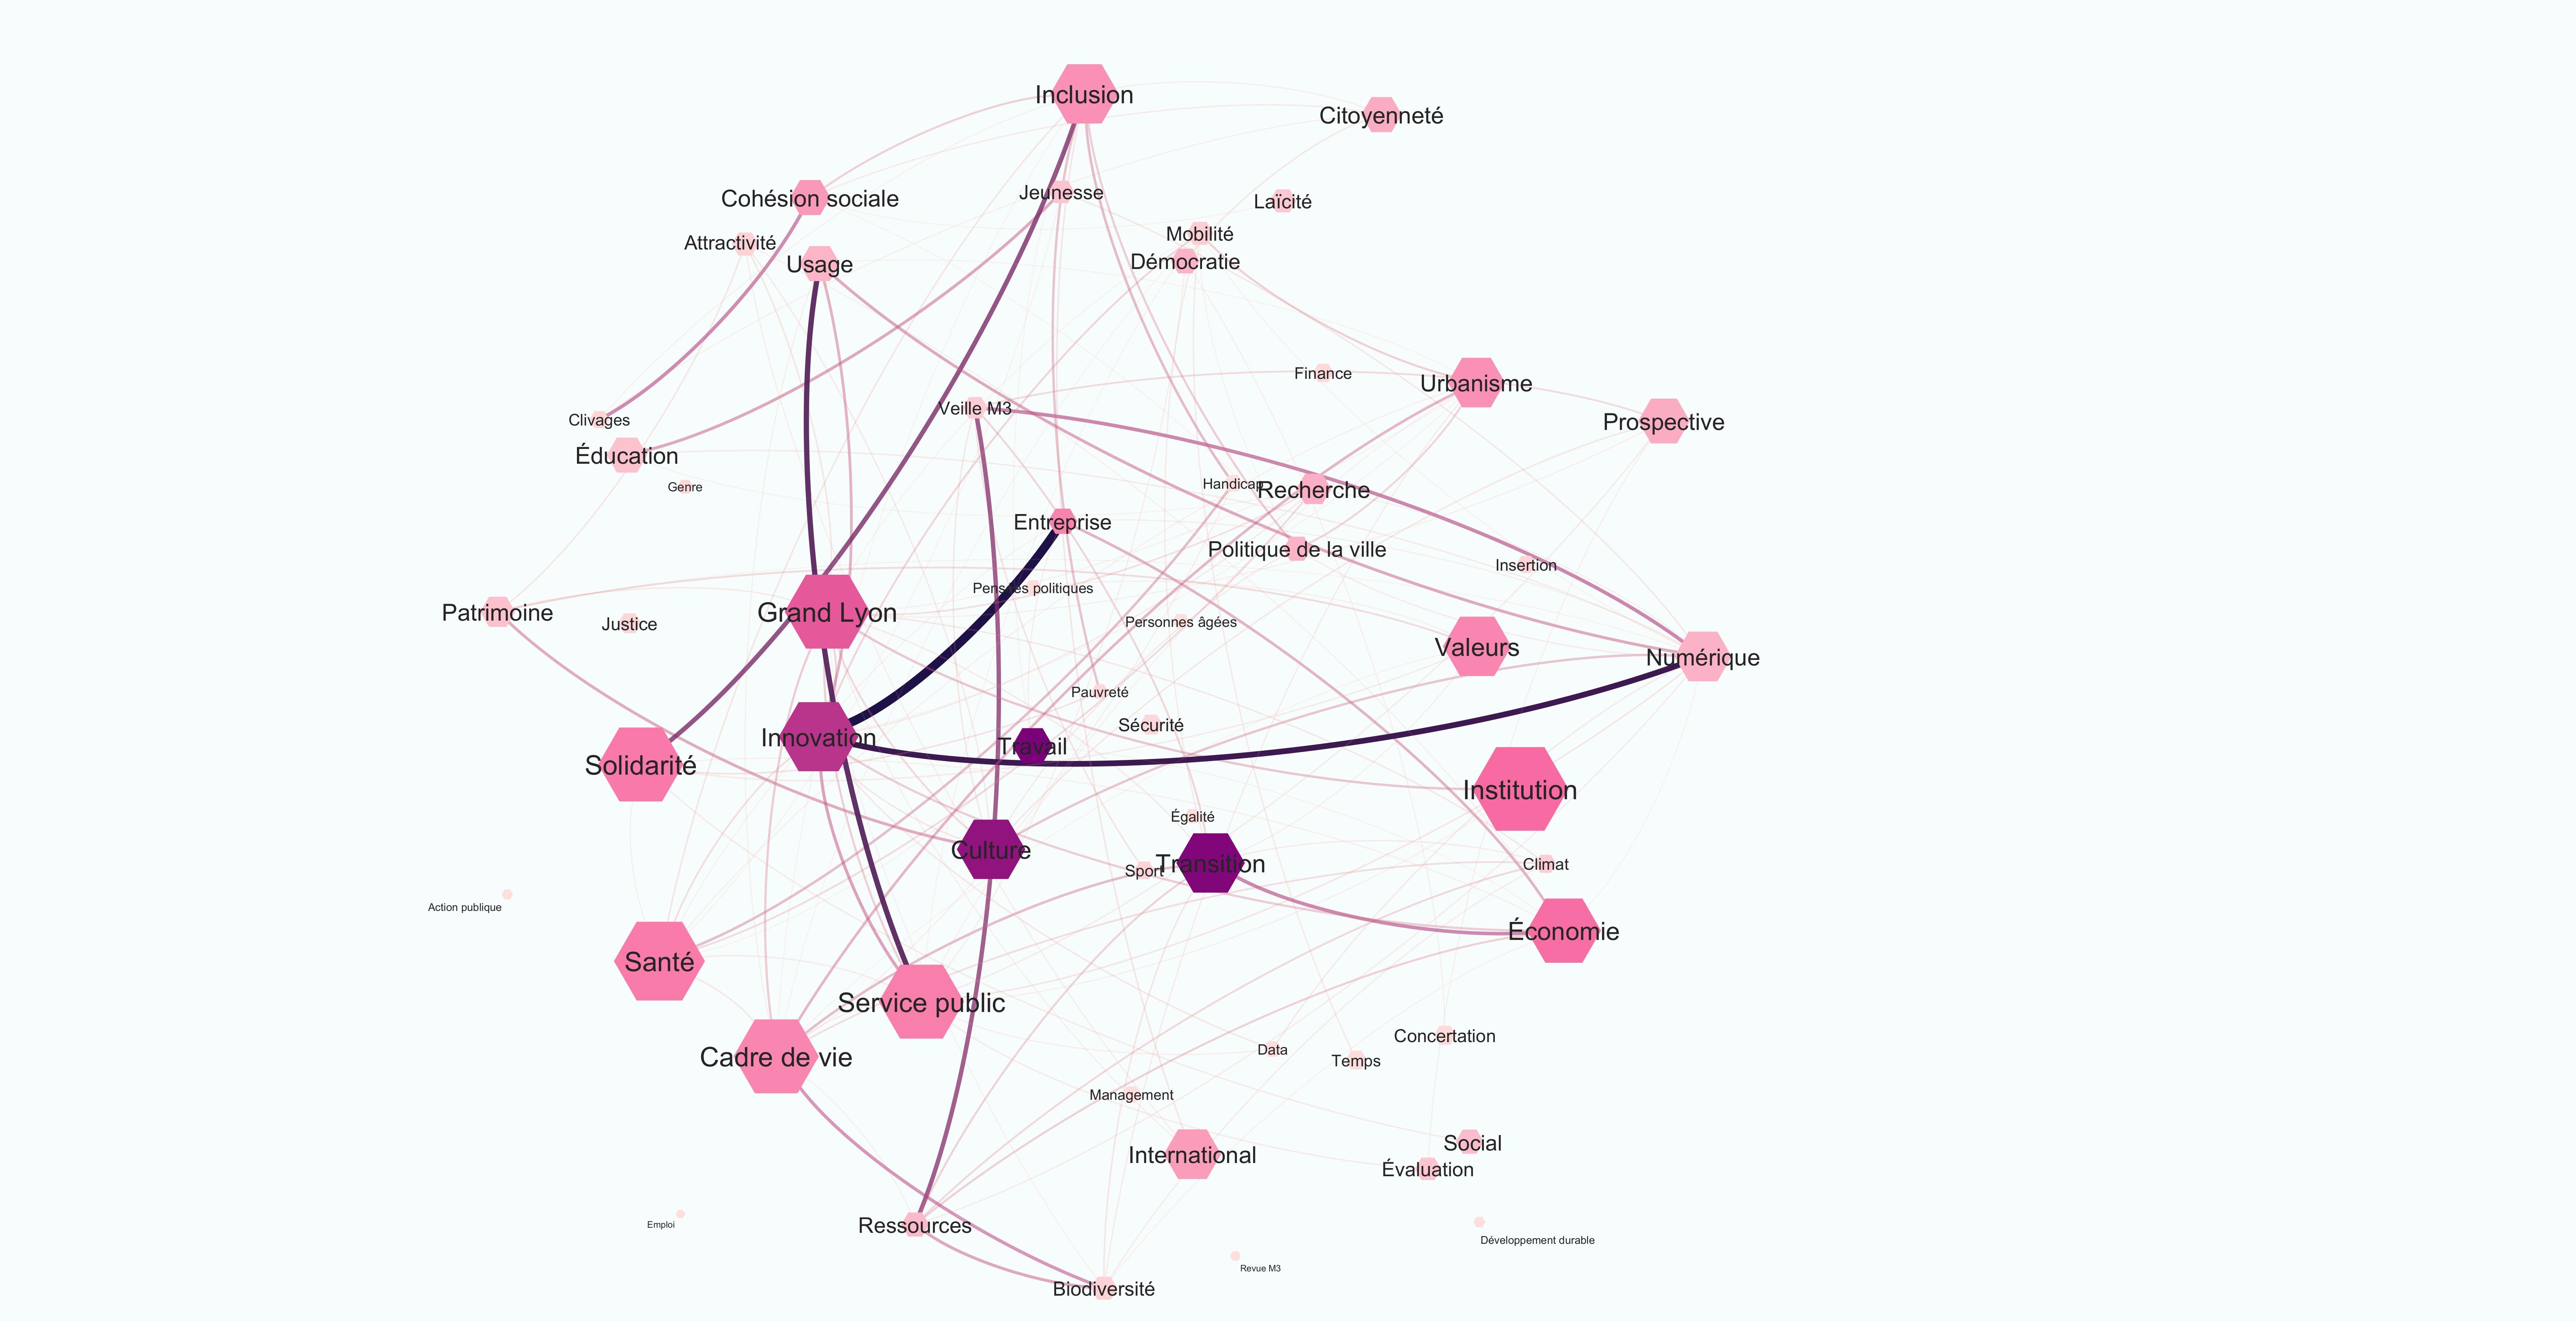 Inclusion
Citoyenneté
Cohésion sociale
Jeunesse
Laïcité
Mobilité
Attractivité
Démocratie
Usage
Finance
Urbanisme
Veille M3
Clivages
Prospective
Éducation
Handicap
Genre
Recherche
Entreprise
Politique de la ville
Insertion
Pensées politiques
Grand Lyon
Patrimoine
Personnes âgées
Justice
Valeurs
Numérique
Pauvreté
Sécurité
Innovation
Travail
Solidarité
Institution
Égalité
Culture
Transition
Climat
Sport
Action publique
Économie
Santé
Service public
Concertation
Data
Cadre de vie
Temps
Management
Social
International
Évaluation
Emploi
Ressources
Développement durable
Revue M3
Biodiversité